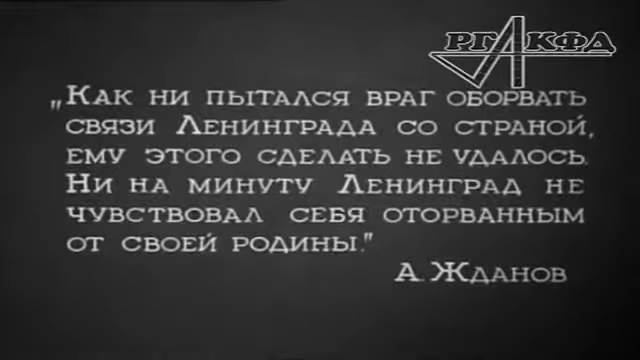 РГАКФД
„Как ни пытался враг оборвать
связи Ленинграда со страной,
ему этого сделать не удалось.
Ни на минуту Ленинград не
чувствовал себя оторванным
от своей родины."
А. Жданов